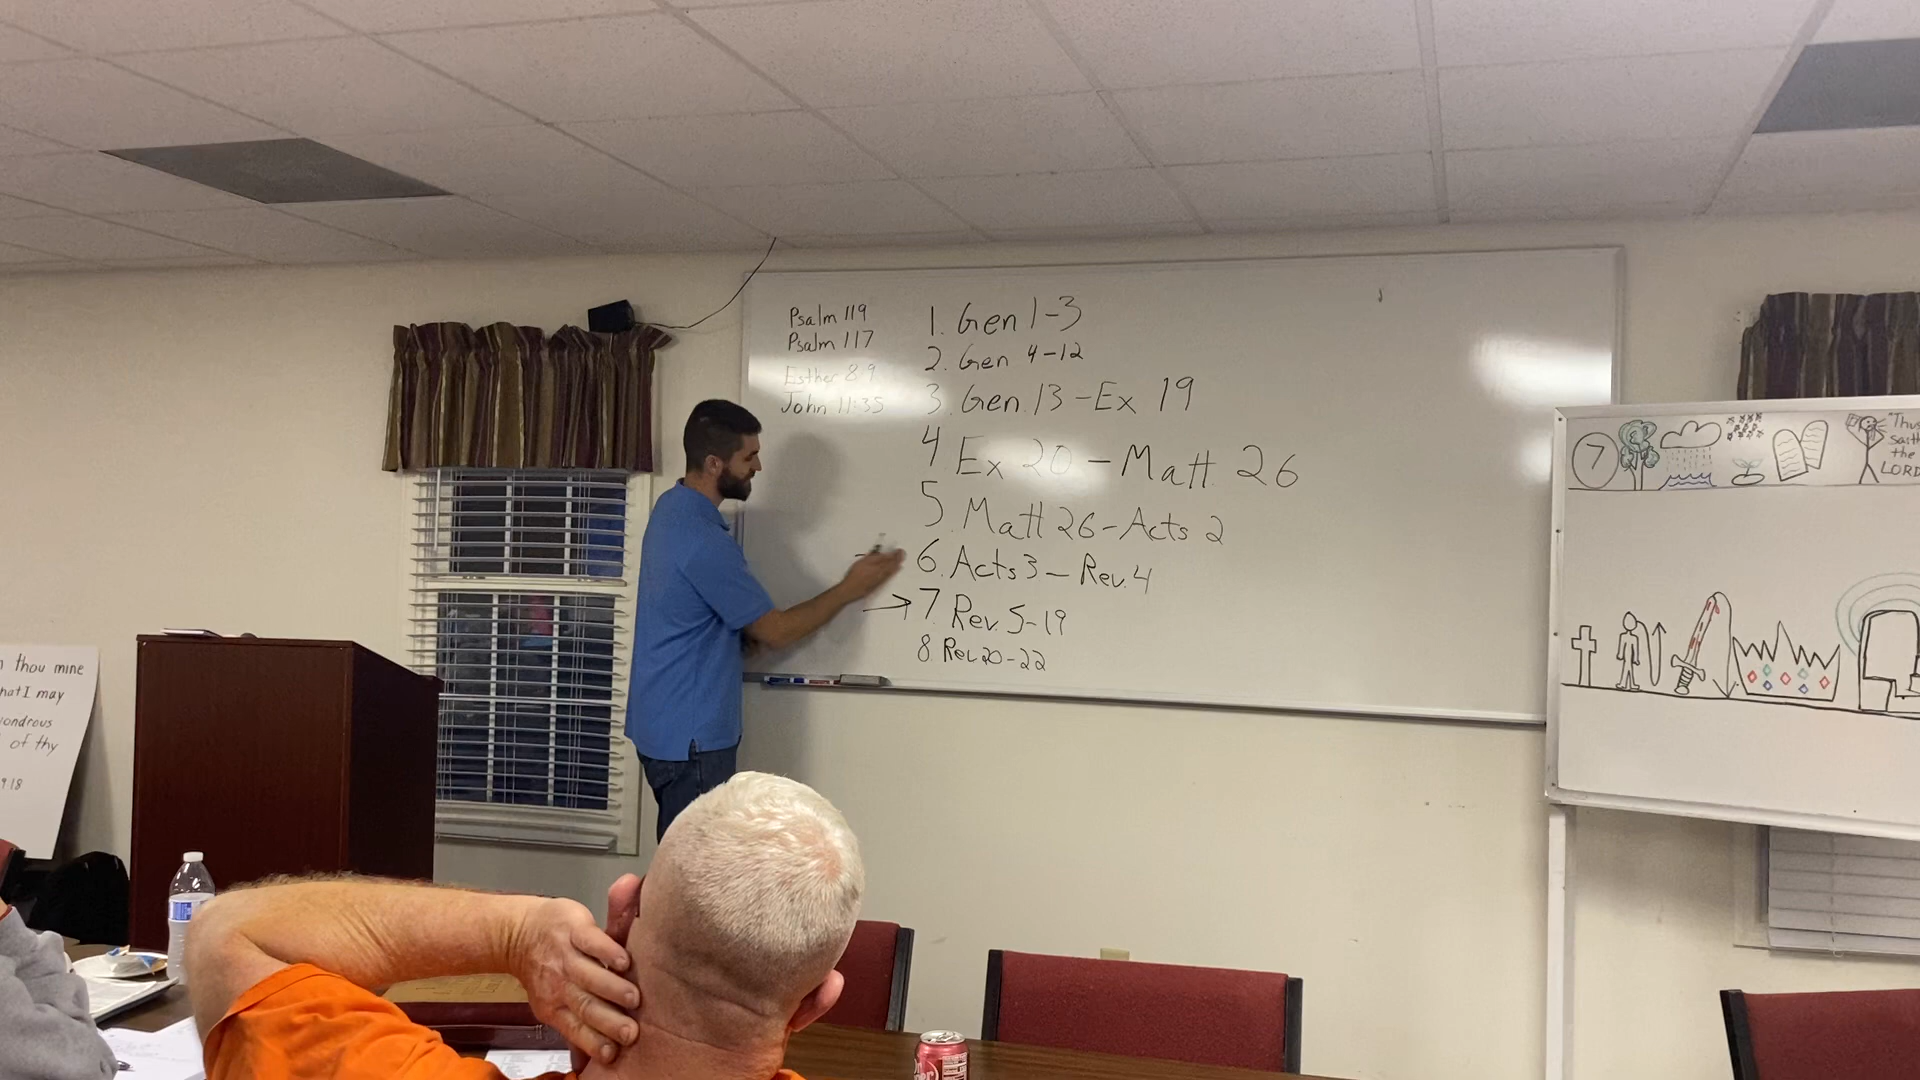 Psalm 119
Psalm 117
Esther 8 9
John 11:35
1. Gen 1-3
2. Gen 4-12
3. Gen. 13 - Ex 19
4 Ex 20 - Matt. 26
5. Matt 26 - Acts 2
6. Acts 3 - Rev. 4
→ 7. Rev. 5-19
8. Rev 20-22
7
"Thus
saith
the
LORD
thou mine
that I may
wondrous
of thy